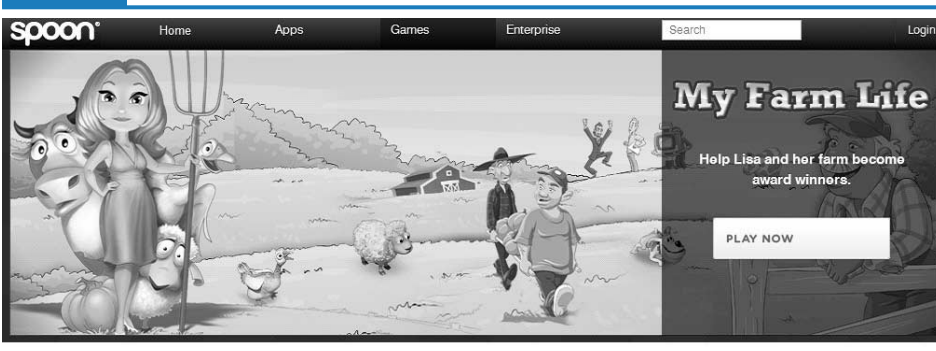 spoon®
Home Apps Games Enterprise Search Login
My Farm Life
Help Lisa and her farm become
award winners.
PLAY NOW